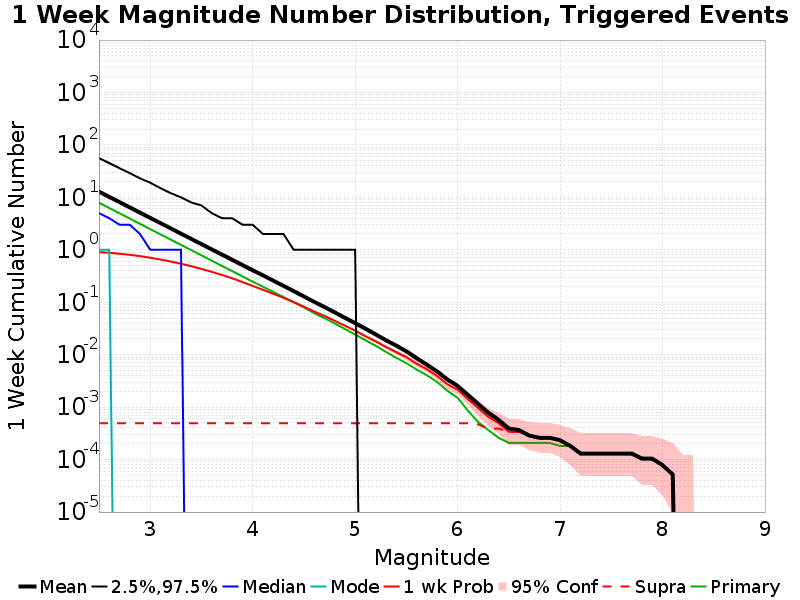 1 Week Magnitude Number Distribution, Triggered Events
1 Week Cumulative Number
10^4
10^3
10^2
10^1
10^0
10^-1
10^-2
10^-3
10^-4
10^-5
3 4 5 6 7 8 9
Magnitude
Mean 2.5%,97.5% Median Mode 1 wk Prob 95% Conf Supra Primary